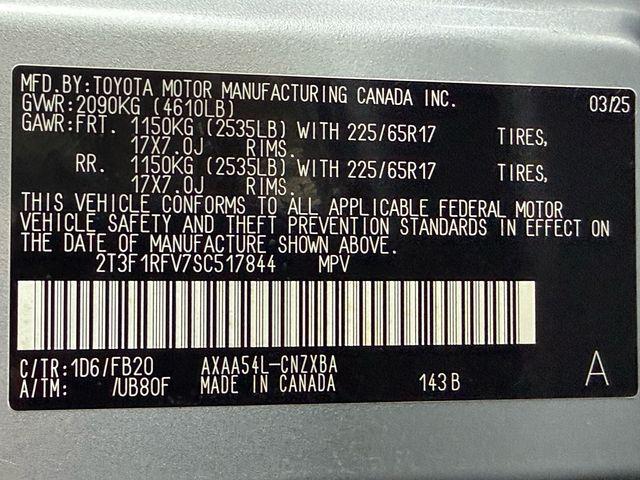 MFD.BY:TOYOTA MOTOR MANUFACTURING CANADA INC. 03/25
GVWR:2090KG (4610LB)
GAWR:FRT. 1150KG (2535LB) WITH 225/65R17 TIRES,
17X7.0J RIMS.
RR. 1150KG (2535LB) WITH 225/65R17 TIRES,
17X7.0J RIMS.
THIS VEHICLE CONFORMS TO ALL APPLICABLE FEDERAL MOTOR
VEHICLE SAFETY AND THEFT PREVENTION STANDARDS IN EFFECT ON
THE DATE OF MANUFACTURE SHOWN ABOVE.
2T3F1RFV7SC517844 MPV
C/TR:1D6/FB20 AXAA54L-CNZXBA
A/TM: /UB80F MADE IN CANADA 143B A